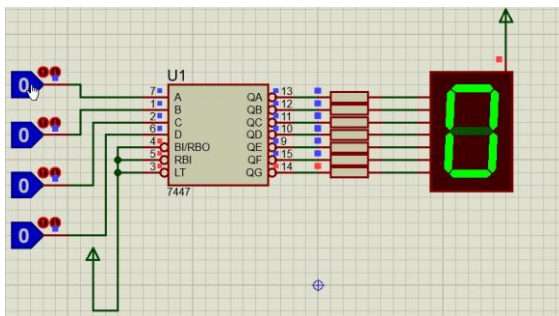 U1
0
0
0
0
7 A QA 13
1 B QB 12
2 C QC 11
6 D QD 10
4 BI/RBO QE 9
5 RBI QF 15
3 LT QG 14
7447